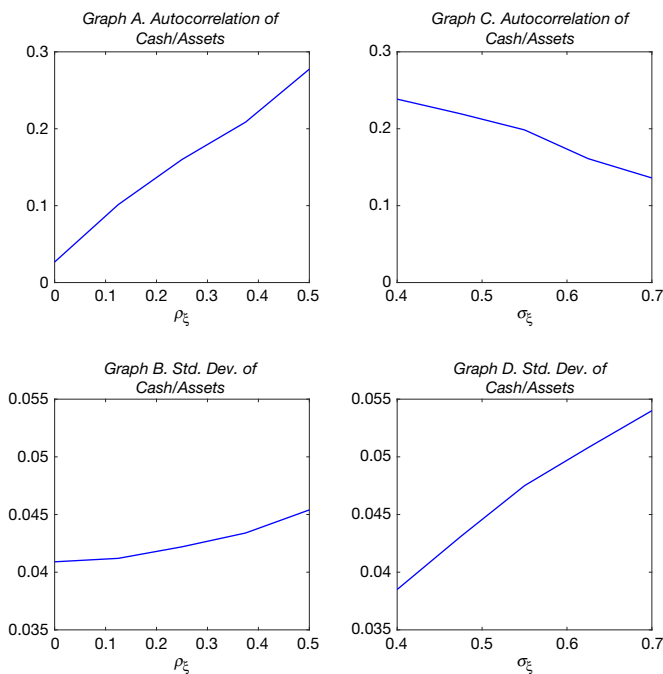 Graph A. Autocorrelation of
Cash/Assets
0.3
0.2
0.1
0
0 0.1 0.2 0.3 0.4 0.5
ρξ
Graph C. Autocorrelation of
Cash/Assets
0.3
0.2
0.1
0
0.4 0.5 0.6 0.7
σξ
Graph B. Std. Dev. of
Cash/Assets
0.055
0.05
0.045
0.04
0.035
0 0.1 0.2 0.3 0.4 0.5
ρξ
Graph D. Std. Dev. of
Cash/Assets
0.055
0.05
0.045
0.04
0.035
0.4 0.5 0.6 0.7
σξ